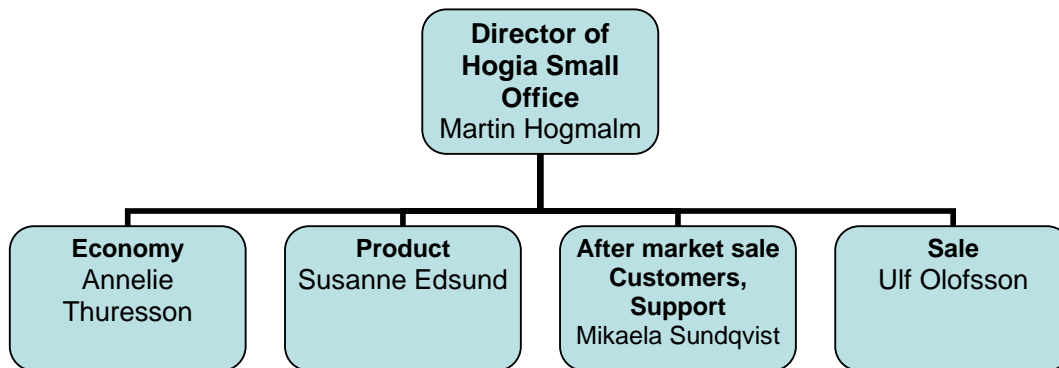 Director of
Hogia Small
Office
Martin Hogmalm
Economy
Annelie
Thuresson
Product
Susanne Edsund
After market sale
Customers,
Support
Mikaela Sundqvist
Sale
Ulf Olofsson